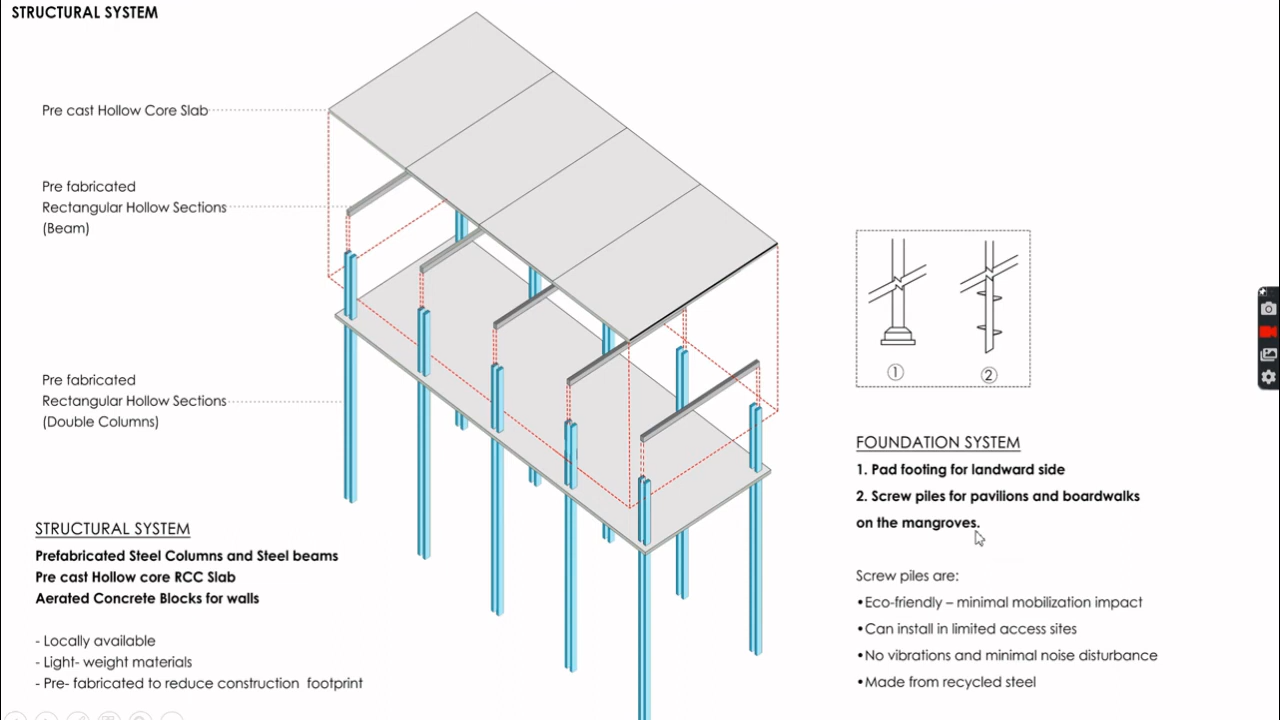 STRUCTURAL SYSTEM
Pre cast Hollow Core Slab
Pre fabricated
Rectangular Hollow Sections
(Beam)
Pre fabricated
Rectangular Hollow Sections
(Double Columns)
STRUCTURAL SYSTEM
Prefabricated Steel Columns and Steel beams
Pre cast Hollow core RCC Slab
Aerated Concrete Blocks for walls
- Locally available
- Light- weight materials
- Pre- fabricated to reduce construction footprint
1
2
FOUNDATION SYSTEM
1. Pad footing for landward side
2. Screw piles for pavilions and boardwalks
on the mangroves.
Screw piles are:
•Eco-friendly – minimal mobilization impact
•Can install in limited access sites
•No vibrations and minimal noise disturbance
•Made from recycled steel